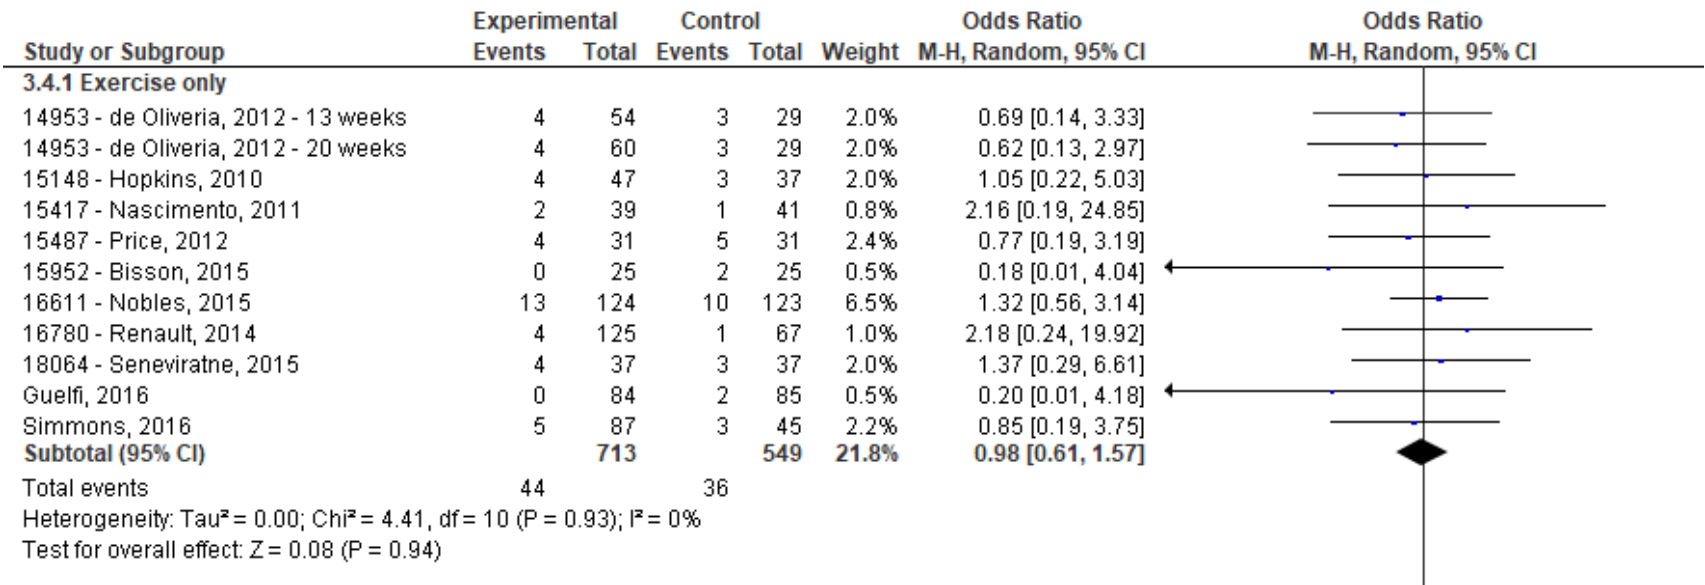 Experimental Control Odds Ratio Odds Ratio
Study or Subgroup Events Total Events Total Weight M-H, Random, 95% CI M-H, Random, 95% CI
3.4.1 Exercise only
14953 - de Oliveria, 2012 - 13 weeks 4 54 3 29 2.0% 0.69 [0.14, 3.33]
14953 - de Oliveria, 2012 - 20 weeks 4 60 3 29 2.0% 0.62 [0.13, 2.97]
15148 - Hopkins, 2010 4 47 3 37 2.0% 1.05 [0.22, 5.03]
15417 - Nascimento, 2011 2 39 1 41 0.8% 2.16 [0.19, 24.85]
15487 - Price, 2012 4 31 5 31 2.4% 0.77 [0.19, 3.19]
15952 - Bisson, 2015 0 25 2 25 0.5% 0.18 [0.01, 4.04]
16611 - Nobles, 2015 13 124 10 123 6.5% 1.32 [0.56, 3.14]
16780 - Renault, 2014 4 125 1 67 1.0% 2.18 [0.24, 19.92]
18064 - Seneviratne, 2015 4 37 3 37 2.0% 1.37 [0.29, 6.61]
Guelfi, 2016 0 84 2 85 0.5% 0.20 [0.01, 4.18]
Simmons, 2016 5 87 3 45 2.2% 0.85 [0.19, 3.75]
Subtotal (95% CI) 713 549 21.8% 0.98 [0.61, 1.57]
Total events 44 36
Heterogeneity: Tau² = 0.00; Chi² = 4.41, df = 10 (P = 0.93); I² = 0%
Test for overall effect: Z = 0.08 (P = 0.94)